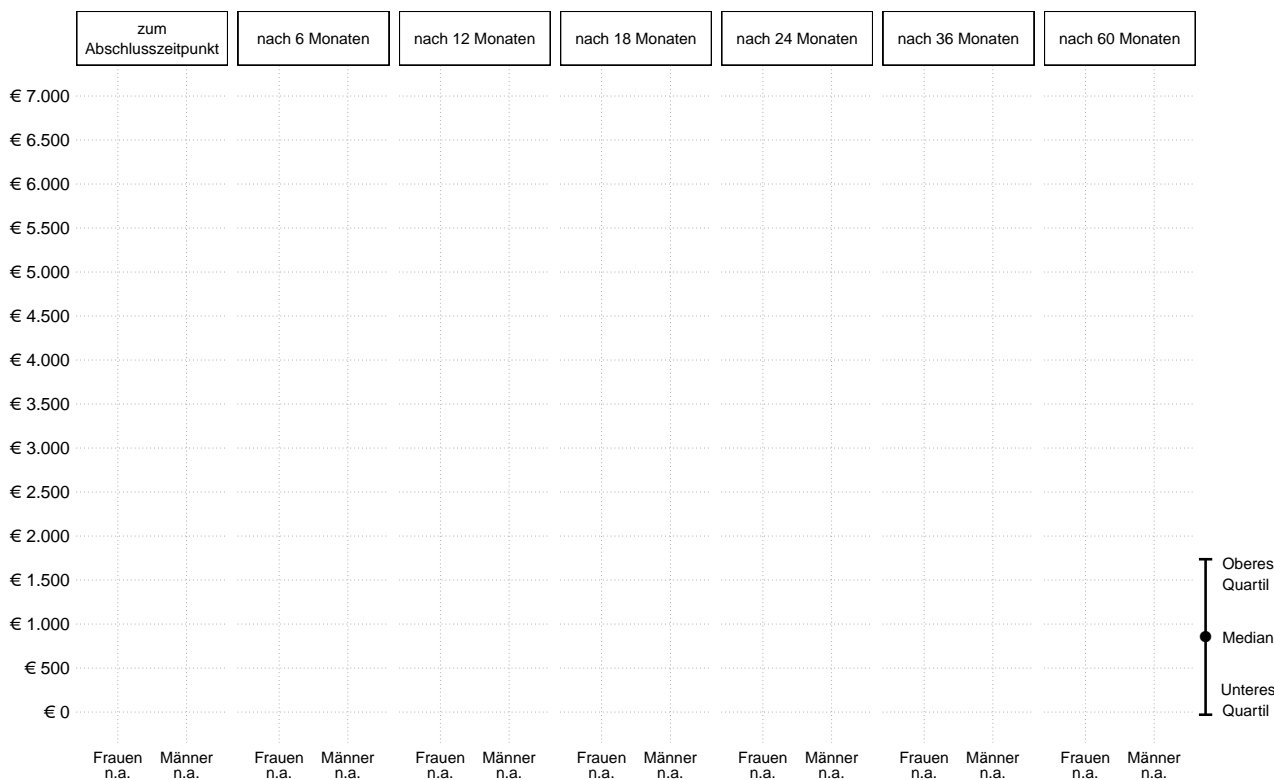 zum
Abschlusszeitpunkt
nach 6 Monaten
nach 12 Monaten
nach 18 Monaten
nach 24 Monaten
nach 36 Monaten
nach 60 Monaten
€ 7.000
€ 6.500
€ 6.000
€ 5.500
€ 5.000
€ 4.500
€ 4.000
€ 3.500
€ 3.000
€ 2.500
€ 2.000
€ 1.500
€ 1.000
€ 500
€ 0
Oberes
Quartil
Median
Unteres
Quartil
Frauen Männer Frauen Männer Frauen Männer Frauen Männer Frauen Männer Frauen Männer Frauen Männer
n.a. n.a. n.a. n.a. n.a. n.a. n.a. n.a. n.a. n.a. n.a. n.a. n.a. n.a.